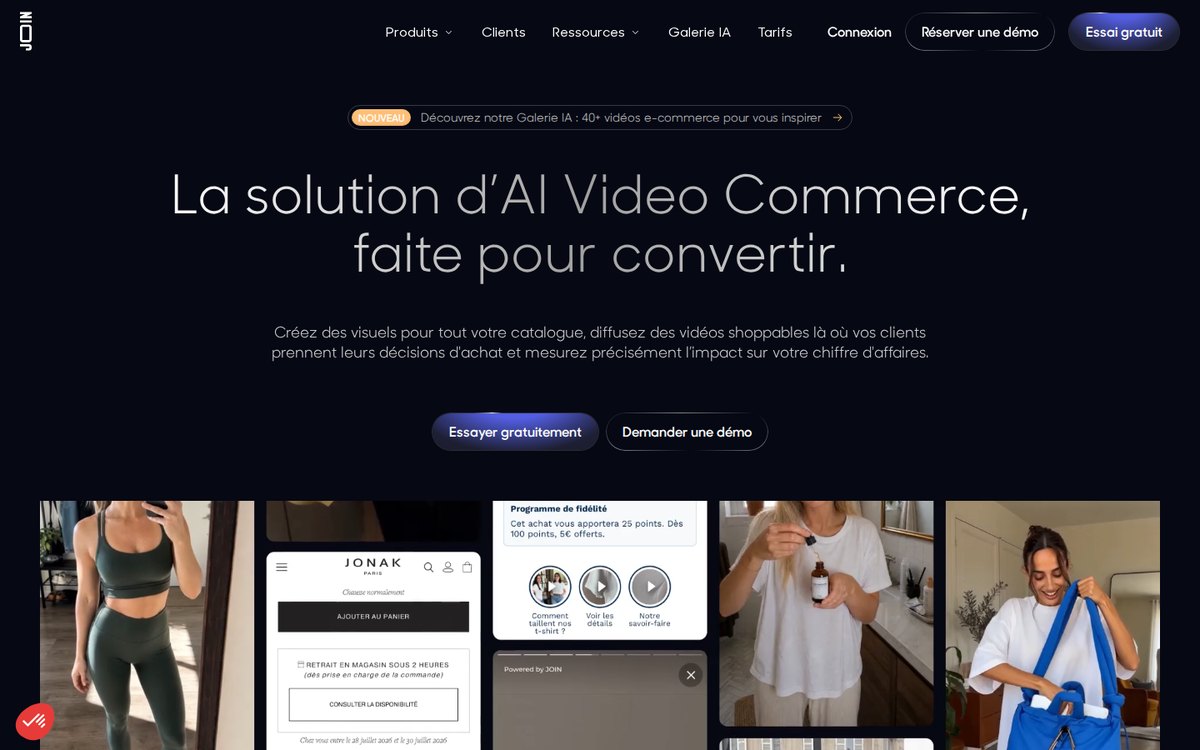 JOIN
Produits
Clients
Ressources
Galerie IA
Tarifs
Connexion
Réserver une démo
Essai gratuit
NOUVEAU Découvrez notre Galerie IA : 40+ vidéos e-commerce pour vous inspirer →
La solution d’AI Video Commerce,
faite pour convertir.
Créez des visuels pour tout votre catalogue, diffusez des vidéos shoppables là où vos clients
prennent leurs décisions d'achat et mesurez précisément l’impact sur votre chiffre d'affaires.
Essayer gratuitement
Demander une démo
JONAK
PARIS
Chausse normalement
AJOUTER AU PANIER
RETRAIT EN MAGASIN SOUS 2 HEURES
(dès prise en charge de la commande)
CONSULTER LA DISPONIBILITÉ
Chez vous entre le 28 juillet 2026 et le 30 juillet 2026
Programme de fidélité
Cet achat vous apportera 25 points. Dès
100 points, 5€ offerts.
Comment
taillent nos
t-shirt ?
Voir les
détails
Notre
savoir-faire
Powered by JOIN